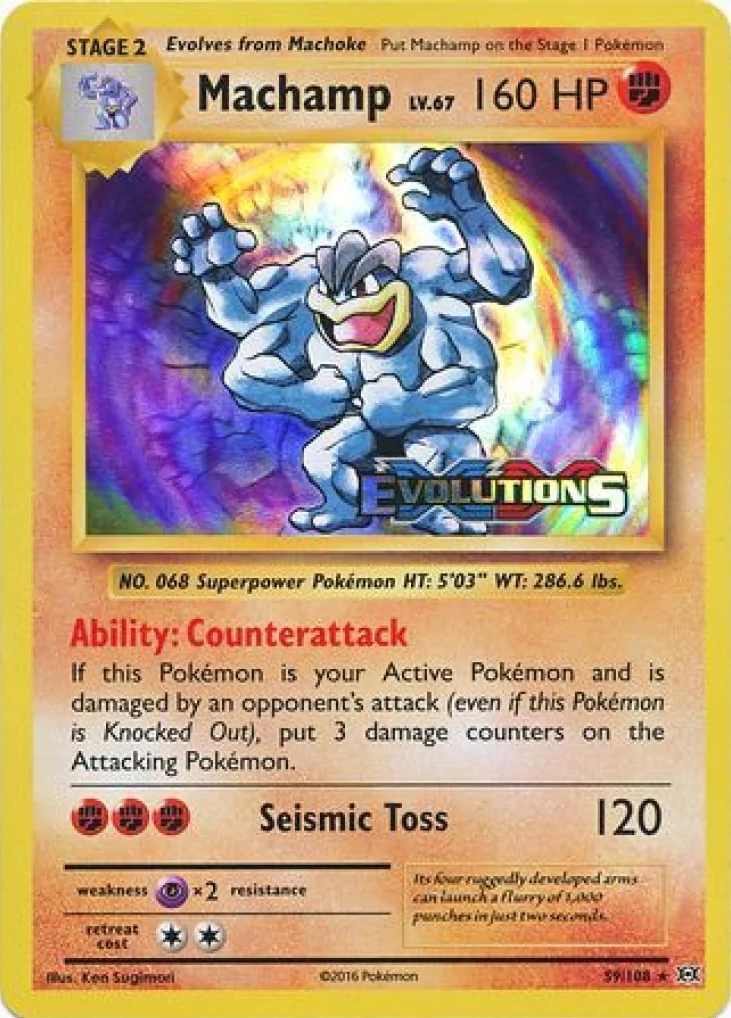 STAGE 2 Evolves from Machoke Put Machamp on the Stage 1 Pokémon
Machamp LV.67 160 HP
EVOLUTIONS
NO. 068 Superpower Pokémon HT: 5'03" WT: 286.6 lbs.
Ability: Counterattack
If this Pokémon is your Active Pokémon and is
damaged by an opponent's attack (even if this Pokémon
is Knocked Out), put 3 damage counters on the
Attacking Pokémon.
Seismic Toss 120
weakness ×2 resistance
retreat
cost
Its four ruggedly developed arms
can launch a flurry of 1,000
punches in just two seconds.
Illus. Ken Sugimori ©2016 Pokémon 59/108 ★